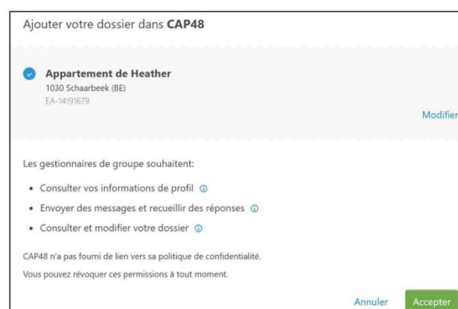 Ajouter votre dossier dans CAP48
Appartement de Heather
1030 Schaarbeek (BE)
EA-14191679
Modifier
Les gestionnaires de groupe souhaitent:
• Consulter vos informations de profil
• Envoyer des messages et recueillir des réponses
• Consulter et modifier votre dossier
CAP48 n'a pas fourni de lien vers sa politique de confidentialité.
Vous pouvez révoquer ces permissions à tout moment.
Annuler Accepter